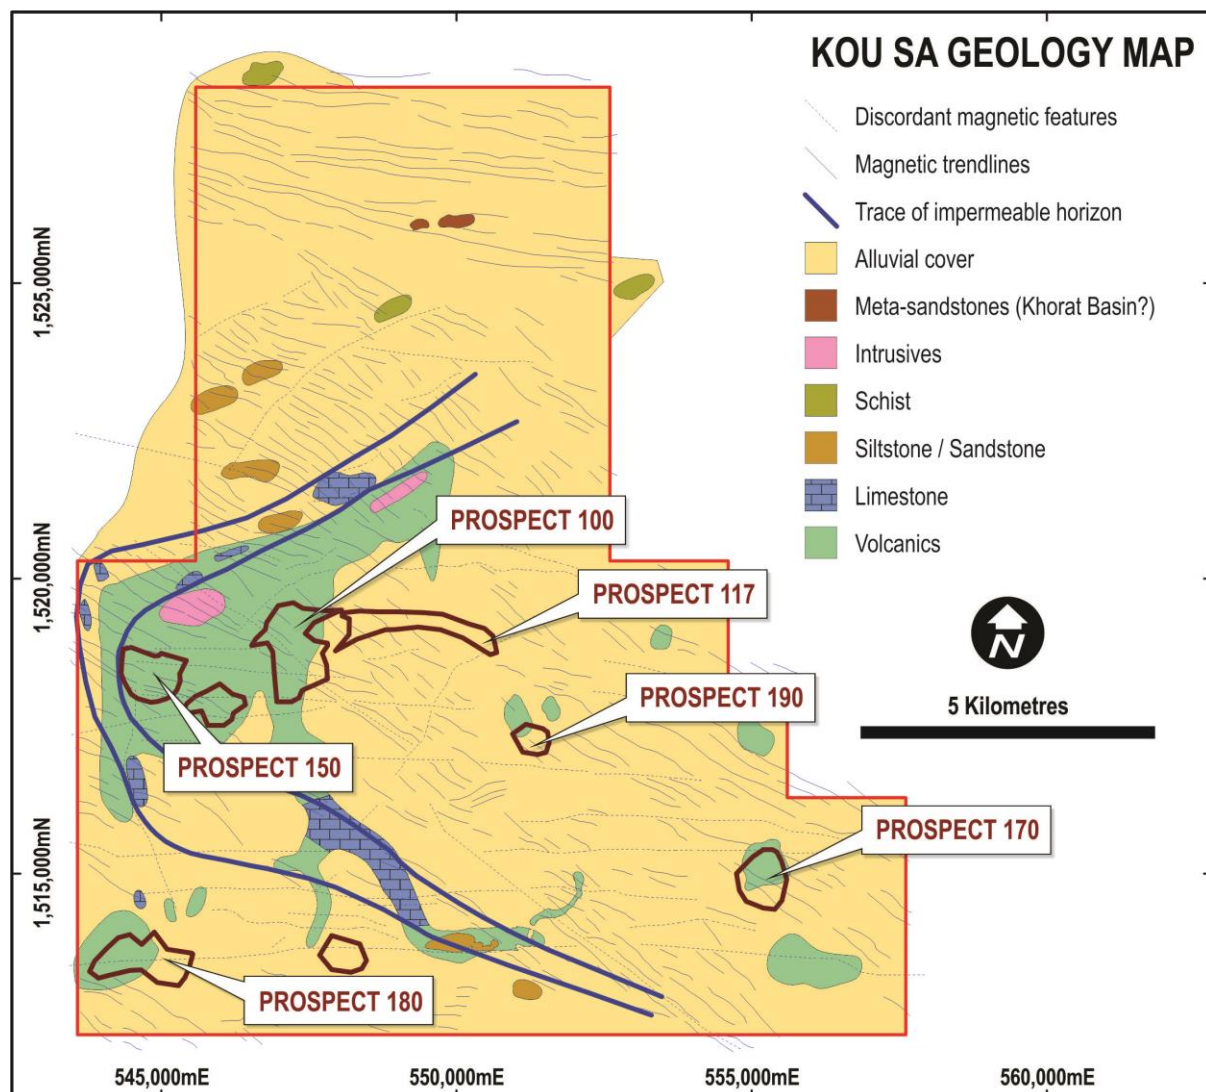 KOU SA GEOLOGY MAP
Discordant magnetic features
Magnetic trendlines
Trace of impermeable horizon
Alluvial cover
Meta-sandstones (Khorat Basin?)
Intrusives
Schist
Siltstone / Sandstone
Limestone
Volcanics
N
5 Kilometres
1,525,000mN
1,520,000mN
1,515,000mN
PROSPECT 100
PROSPECT 117
PROSPECT 190
PROSPECT 150
PROSPECT 170
PROSPECT 180
545,000mE
550,000mE
555,000mE
560,000mE